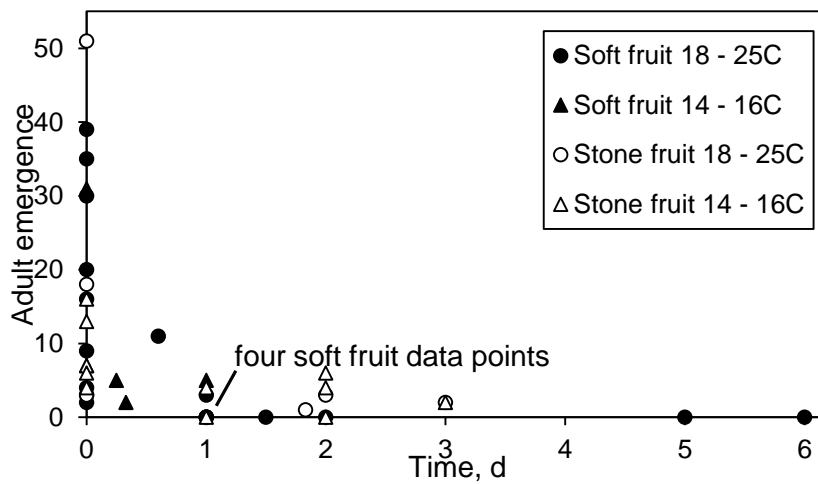 Adult emergence
50
40
30
20
10
0
Soft fruit 18 - 25C
Soft fruit 14 - 16C
Stone fruit 18 - 25C
Stone fruit 14 - 16C
four soft fruit data points
0 1 2 3 4 5 6
Time, d